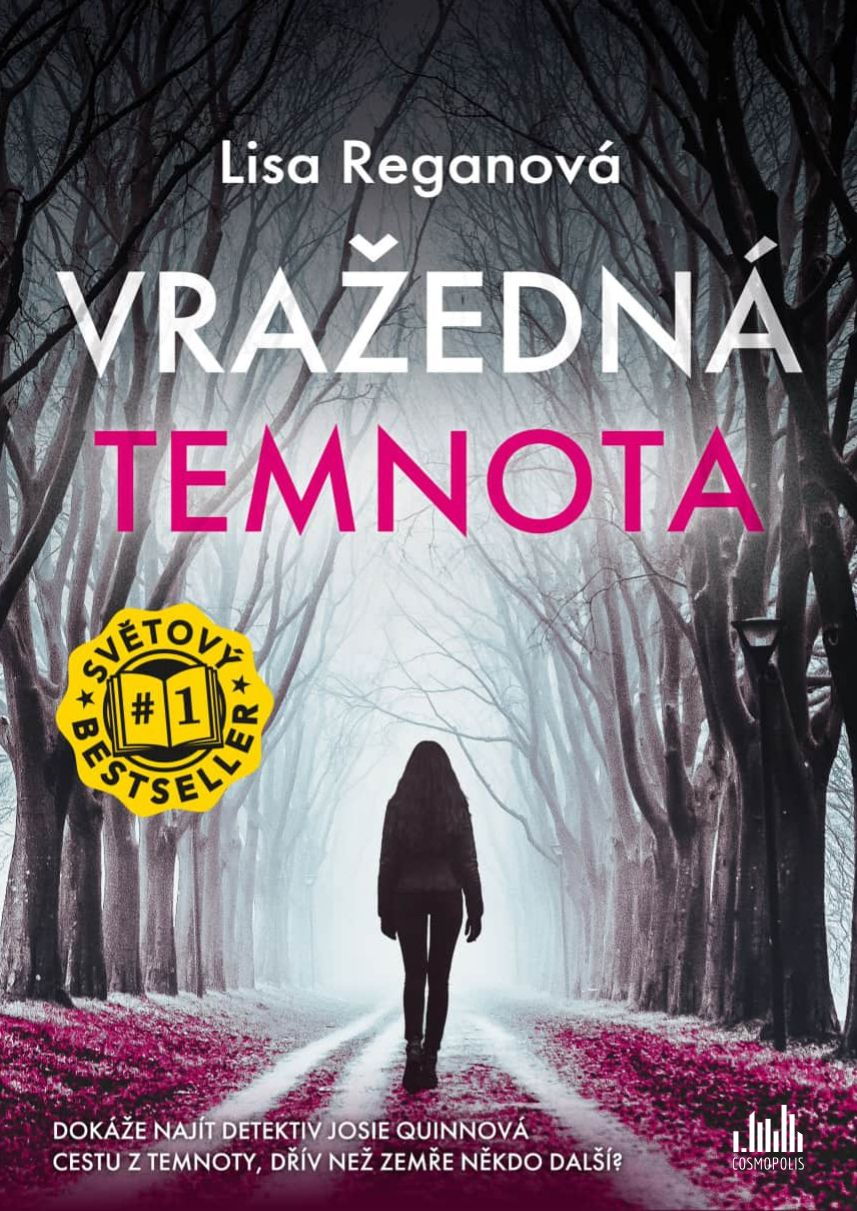 Lisa Reganová
VRAŽEDNÁ
TEMNOTA
SVĚTOVÝ
#1
BESTSELLER
DOKÁŽE NAJÍT DETEKTIV JOSIE QUINNOVÁ
CESTU Z TEMNOTY, DŘÍV NEŽ ZEMŘE NĚKDO DALŠÍ?
COSMOPOLIS